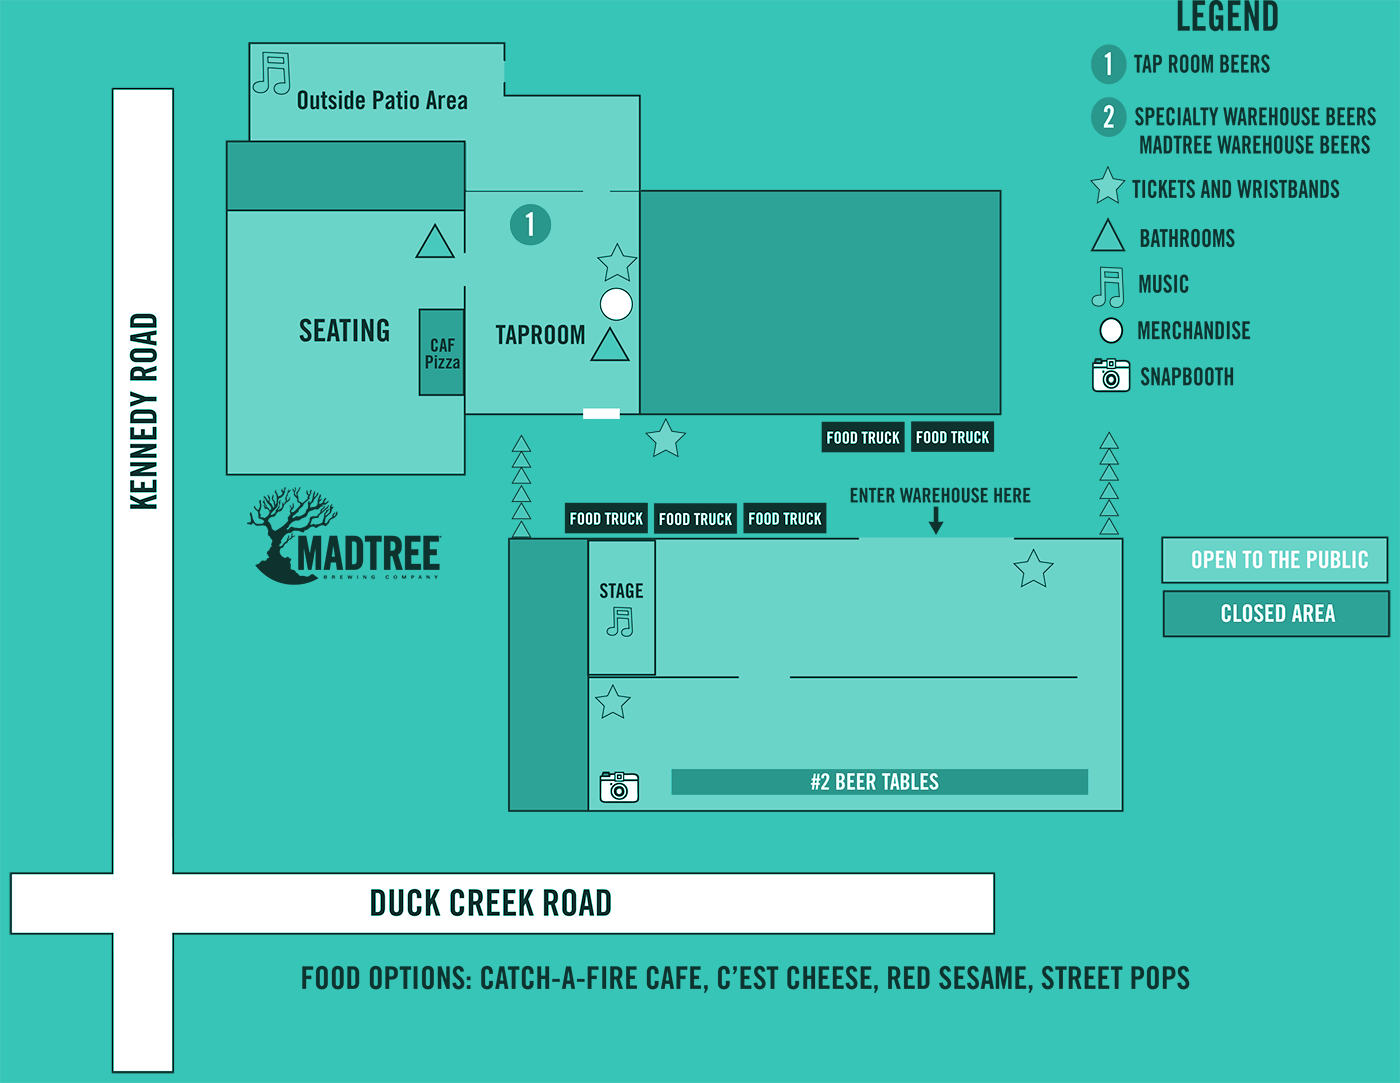 LEGEND
1 TAP ROOM BEERS
2 SPECIALTY WAREHOUSE BEERS
MADTREE WAREHOUSE BEERS
TICKETS AND WRISTBANDS
BATHROOMS
MUSIC
MERCHANDISE
SNAPBOOTH
Outside Patio Area
1
SEATING
TAPROOM
CAF
Pizza
KENNEDY ROAD
FOOD TRUCK
FOOD TRUCK
ENTER WAREHOUSE HERE
FOOD TRUCK
FOOD TRUCK
FOOD TRUCK
MADTREE
BREWING COMPANY
STAGE
OPEN TO THE PUBLIC
CLOSED AREA
#2 BEER TABLES
DUCK CREEK ROAD
FOOD OPTIONS: CATCH-A-FIRE CAFE, C'EST CHEESE, RED SESAME, STREET POPS